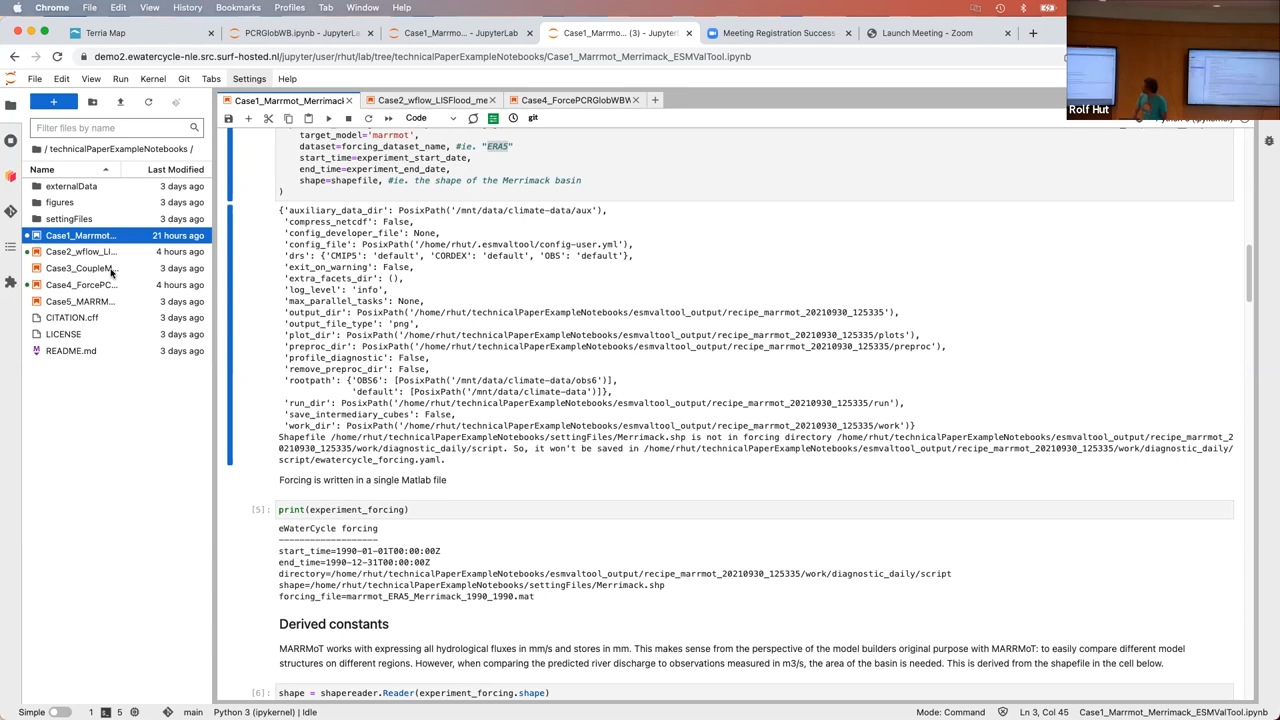 Chrome File Edit View History Bookmarks Profiles Tab Window Help
Terria Map
PCRGlobWB.ipynb - JupyterLa
Case1_Marrmo... - JupyterLab
Case1_Marrmo... (3) - Jupyter
Meeting Registration Success
Launch Meeting - Zoom
demo2.ewatercycle-nle.src.surf-hosted.nl/jupyter/user/rhut/lab/tree/technicalPaperExampleNotebooks/Case1_Marrmot_Merrimack_ESMValTool.ipynb
Rolf Hut
File Edit View Run Kernel Git Tabs Settings Help
Case1_Marrmot_Merrimack
Case2_wflow_LISFlood_me
Case4_ForcePCRGlobWBW
Code
git
Filter files by name
/ technicalPaperExampleNotebooks /
Name Last Modified
externalData 3 days ago
figures 3 days ago
settingFiles 3 days ago
Case1_Marrmot... 21 hours ago
Case2_wflow_LI... 4 hours ago
Case3_CoupleM... 3 days ago
Case4_ForcePC... 4 hours ago
Case5_MARRM... 3 days ago
CITATION.cff 3 days ago
LICENSE 3 days ago
README.md 3 days ago
target_model='marrmot',
dataset=forcing_dataset_name, #ie. "ERA5"
start_time=experiment_start_date,
end_time=experiment_end_date,
shape=shapefile, #ie. the shape of the Merrimack basin
)
{'auxiliary_data_dir': PosixPath('/mnt/data/climate-data/aux'),
'compress_netcdf': False,
'config_developer_file': None,
'config_file': PosixPath('/home/rhut/.esmvaltool/config-user.yml'),
'drs': {'CMIP5': 'default', 'CORDEX': 'default', 'OBS': 'default'},
'exit_on_warning': False,
'extra_facets_dir': (),
'log_level': 'info',
'max_parallel_tasks': None,
'output_dir': PosixPath('/home/rhut/technicalPaperExampleNotebooks/esmvaltool_output/recipe_marrmot_20210930_125335'),
'output_file_type': 'png',
'plot_dir': PosixPath('/home/rhut/technicalPaperExampleNotebooks/esmvaltool_output/recipe_marrmot_20210930_125335/plots'),
'preproc_dir': PosixPath('/home/rhut/technicalPaperExampleNotebooks/esmvaltool_output/recipe_marrmot_20210930_125335/preproc'),
'profile_diagnostic': False,
'remove_preproc_dir': False,
'rootpath': {'OBS6': [PosixPath('/mnt/data/climate-data/obs6')],
'default': [PosixPath('/mnt/data/climate-data')]},
'run_dir': PosixPath('/home/rhut/technicalPaperExampleNotebooks/esmvaltool_output/recipe_marrmot_20210930_125335/run'),
'save_intermediary_cubes': False,
'work_dir': PosixPath('/home/rhut/technicalPaperExampleNotebooks/esmvaltool_output/recipe_marrmot_20210930_125335/work')}
Shapefile /home/rhut/technicalPaperExampleNotebooks/settingFiles/Merrimack.shp is not in forcing directory /home/rhut/technicalPaperExampleNotebooks/esmvaltool_output/recipe_marrmot_2
0210930_125335/work/diagnostic_daily/script. So, it won't be saved in /home/rhut/technicalPaperExampleNotebooks/esmvaltool_output/recipe_marrmot_20210930_125335/work/diagnostic_daily/
script/ewatercycle_forcing.yaml.
Forcing is written in a single Matlab file
[5]: print(experiment_forcing)
eWaterCycle forcing
-------------------
start_time=1990-01-01T00:00:00Z
end_time=1990-12-31T00:00:00Z
directory=/home/rhut/technicalPaperExampleNotebooks/esmvaltool_output/recipe_marrmot_20210930_125335/work/diagnostic_daily/script
shape=/home/rhut/technicalPaperExampleNotebooks/settingFiles/Merrimack.shp
forcing_file=marrmot_ERA5_Merrimack_1990_1990.mat
Derived constants
MARRMoT works with expressing all hydrological fluxes in mm/s and stores in mm. This makes sense from the perspective of the model builders original purpose with MARRMoT: to easily compare different model
structures on different regions. However, when comparing the predicted river discharge to observations measured in m3/s, the area of the basin is needed. This is derived from the shapefile in the cell below.
[6]: shape = shapereader.Reader(experiment_forcing.shape)
Simple 1 5 main Python 3 (ipykernel) | Idle Mode: Command Ln 3, Col 45 Case1_Marrmot_Merrimack_ESMValTool.ipynb